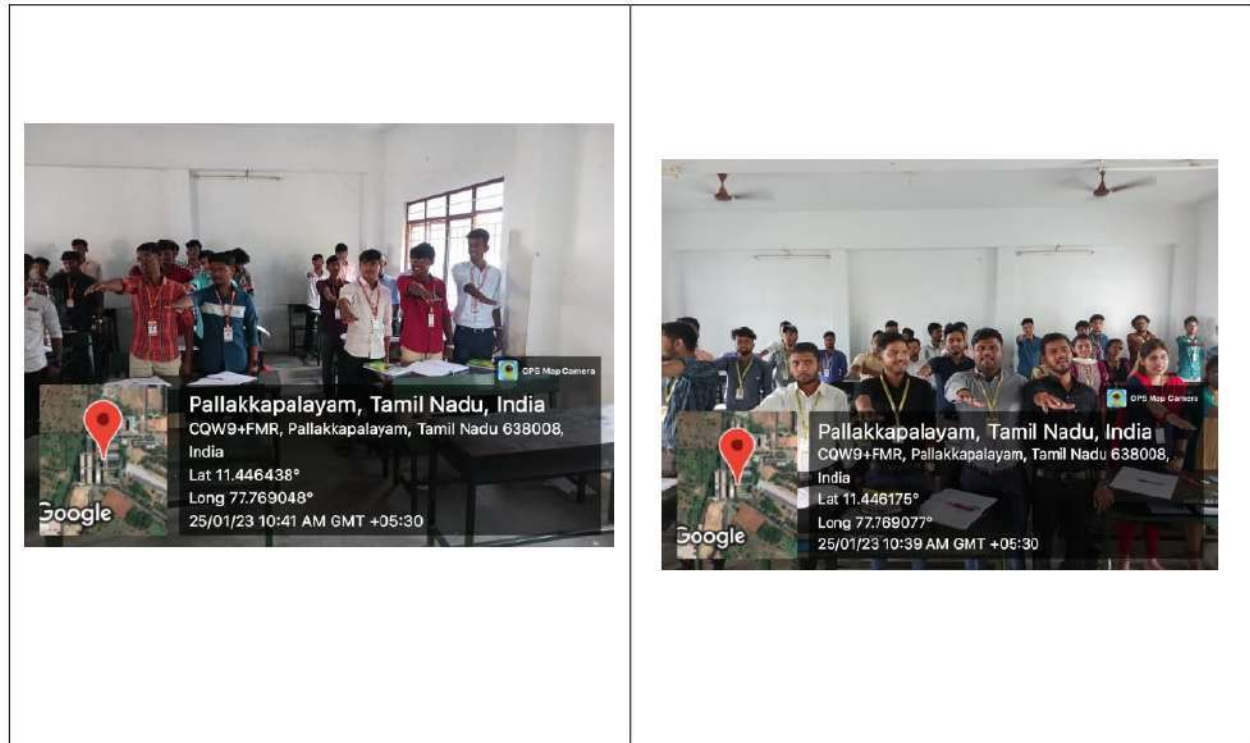 GPS Map Camera
Pallakkapalayam, Tamil Nadu, India
CQW9+FMR, Pallakkapalayam, Tamil Nadu 638008,
India
Lat 11.446438°
Long 77.769048°
25/01/23 10:41 AM GMT +05:30
Google
GPS Map Camera
Pallakkapalayam, Tamil Nadu, India
CQW9+FMR, Pallakkapalayam, Tamil Nadu 638008,
India
Lat 11.446175°
Long 77.769077°
25/01/23 10:39 AM GMT +05:30
Google